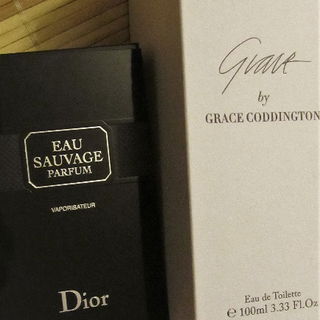 EAU
SAUVAGE
PARFUM
VAPORISATEUR
Dior
Grace
by
GRACE CODDINGTON
Eau de Toilette
℮ 100ml 3.33 Fl.Oz